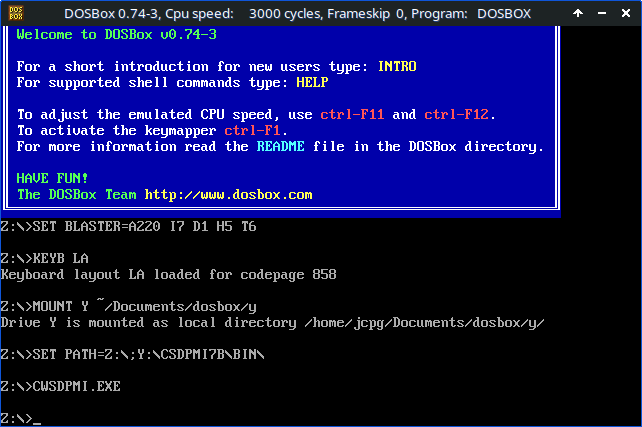 DOS
BOX
DOSBox 0.74-3, Cpu speed:    3000 cycles, Frameskip  0, Program:   DOSBOX
Welcome to DOSBox v0.74-3
For a short introduction for new users type: INTRO
For supported shell commands type: HELP
To adjust the emulated CPU speed, use ctrl-F11 and ctrl-F12.
To activate the keymapper ctrl-F1.
For more information read the README file in the DOSBox directory.
HAVE FUN!
The DOSBox Team http://www.dosbox.com
Z:\>SET BLASTER=A220 I7 D1 H5 T6
Z:\>KEYB LA
Keyboard layout LA loaded for codepage 858
Z:\>MOUNT Y ~/Documents/dosbox/y
Drive Y is mounted as local directory /home/jcpg/Documents/dosbox/y/
Z:\>SET PATH=Z:\;Y:\CSDPMI7B\BIN\
Z:\>CWSDPMI.EXE
Z:\>_